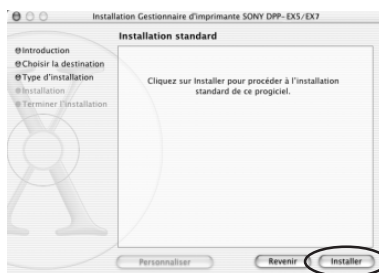 Installation Gestionnaire d'imprimante SONY DPP-EX5/EX7
Installation standard
Introduction
Choisir la destination
Type d'installation
Installation
Terminer l'installation
Cliquez sur Installer pour procéder à l'installation
standard de ce progiciel.
Personnaliser
Revenir
Installer